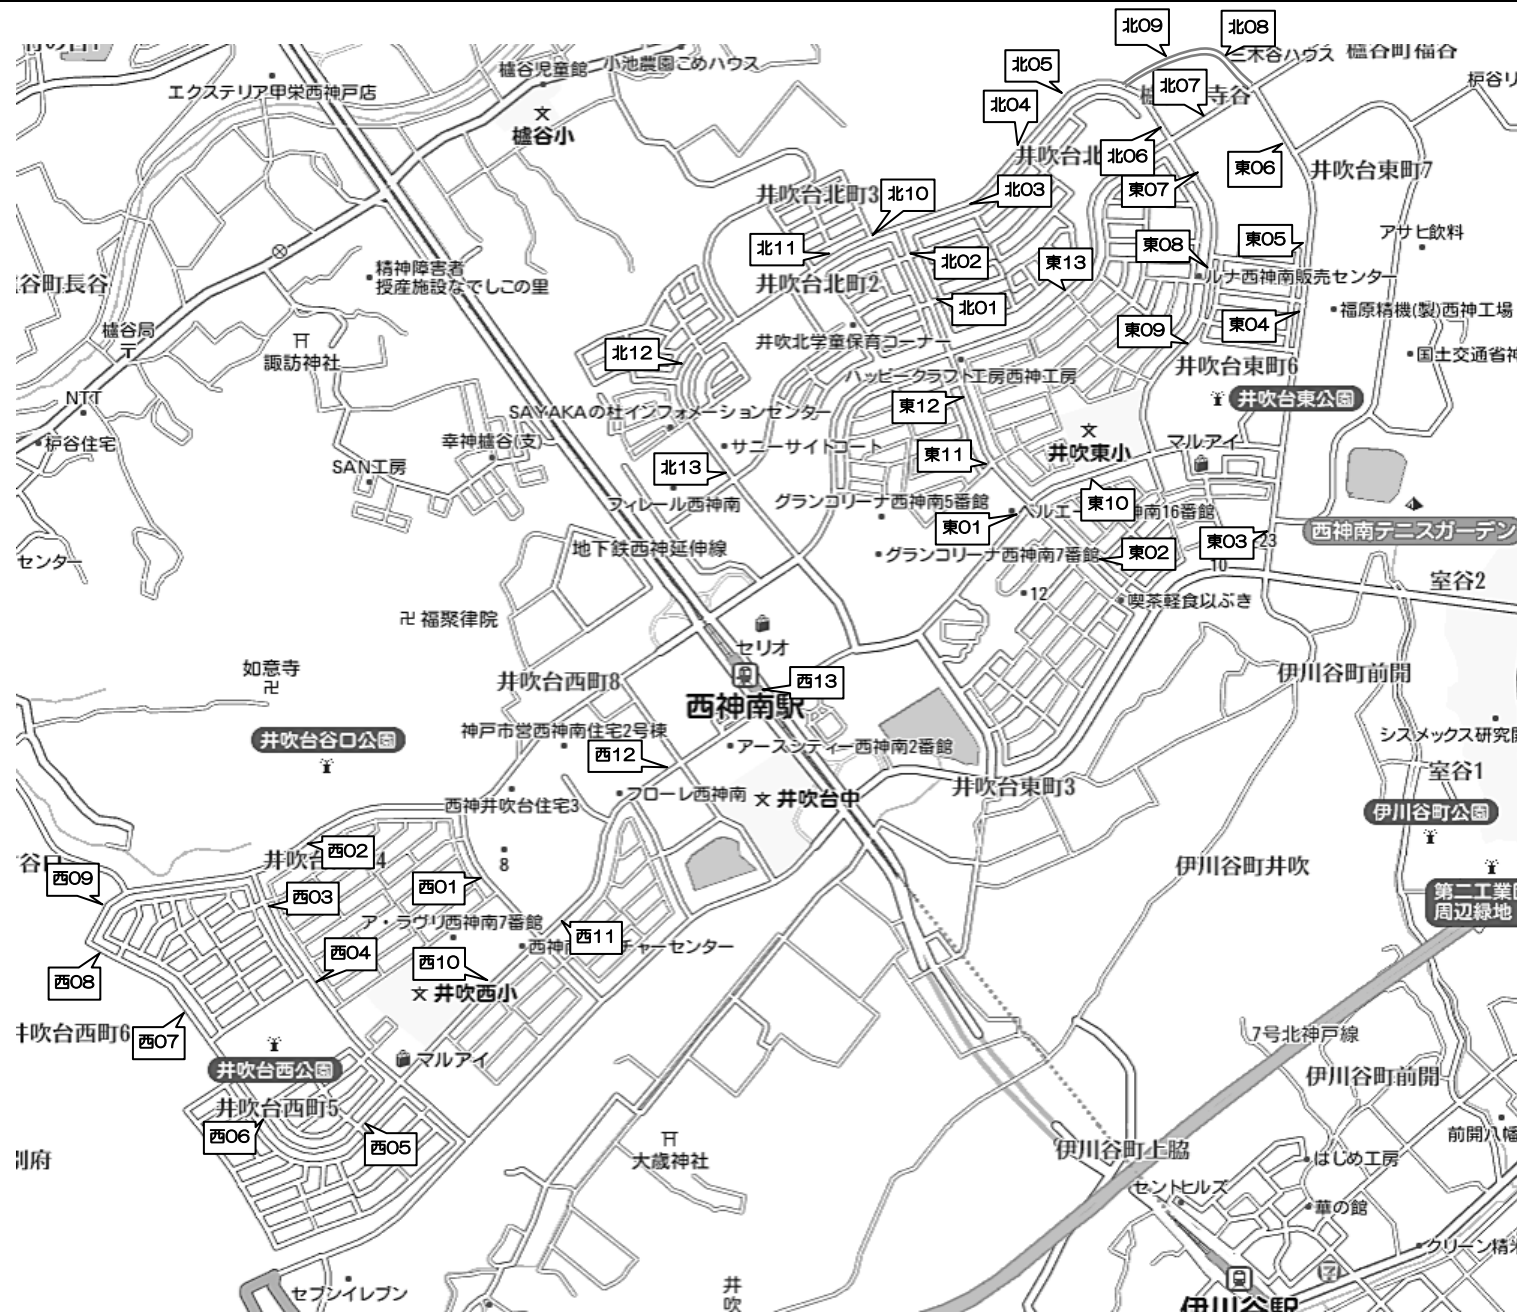 北09
北08
三木谷ハウス
櫨谷町福谷
櫨谷児童館
小池農園こめハウス
北05
エクステリア甲栄西神戸店
北07
寺谷
北04
櫨谷小
井吹台北
北06
東06
井吹台東町7
井吹台北町3
北10
北03
東07
アサヒ飲料
北11
北02
東13
東08
東05
精神障害者
授産施設なでしこの里
谷町長谷
井吹台北町2
ルナ西神南販売センター
北01
福原精機(製)西神工場
櫨谷局
諏訪神社
井吹北学童保育コーナー
東09
東04
北12
国土交通省神
井吹台東町6
ハッピークラフト工房西神工房
NTT
井吹台東公園
SAYAKAの杜インフォメーションセンター
東12
栌谷住宅
幸神櫨谷(支)
サニーサイドコート
マルアイ
井吹東小
SAN工房
北13
東11
フィレール西神南
グランコリーナ西神南5番館
東10
ベルエー
神南16番館
東01
西神南テニスガーデン
センター
地下鉄西神延伸線
グランコリーナ西神南7番館
東02
東03
23
10
室谷2
12
喫茶軽食以ぶき
福聚律院
セリオ
如意寺
井吹台西町8
西13
伊川谷町前開
西神南駅
井吹台谷口公園
神戸市営西神南住宅2号棟
シスメックス研究開
西12
アーバンシティー西神南2番館
室谷1
西神井吹台住宅3
フローレ西神南
井吹台中
井吹台東町3
伊川谷町公園
井吹台
西02
4
8
伊川谷町井吹
西09
西03
西01
第二工業団
周辺緑地
ア・ラヴリ西神南7番館
西11
西神南
チャーセンター
西04
西10
西08
井吹西小
井吹台西町6
西07
7号北神戸線
井吹台西公園
マルアイ
伊川谷町前開
井吹台西町5
西06
西05
前開八幡
大歳神社
伊川谷町上脇
はじめ工房
セントヒルズ
華の館
クリーン精米
セブンイレブン
井吹
伊川谷駅